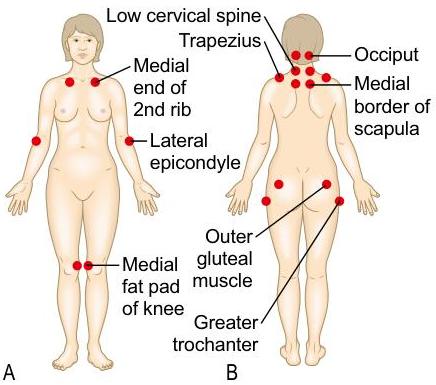 Low cervical spine
Trapezius
Medial
end of
2nd rib
Lateral
epicondyle
Medial
fat pad
of knee
A
Occiput
Medial
border of
scapula
Outer
gluteal
muscle
Greater
trochanter
B